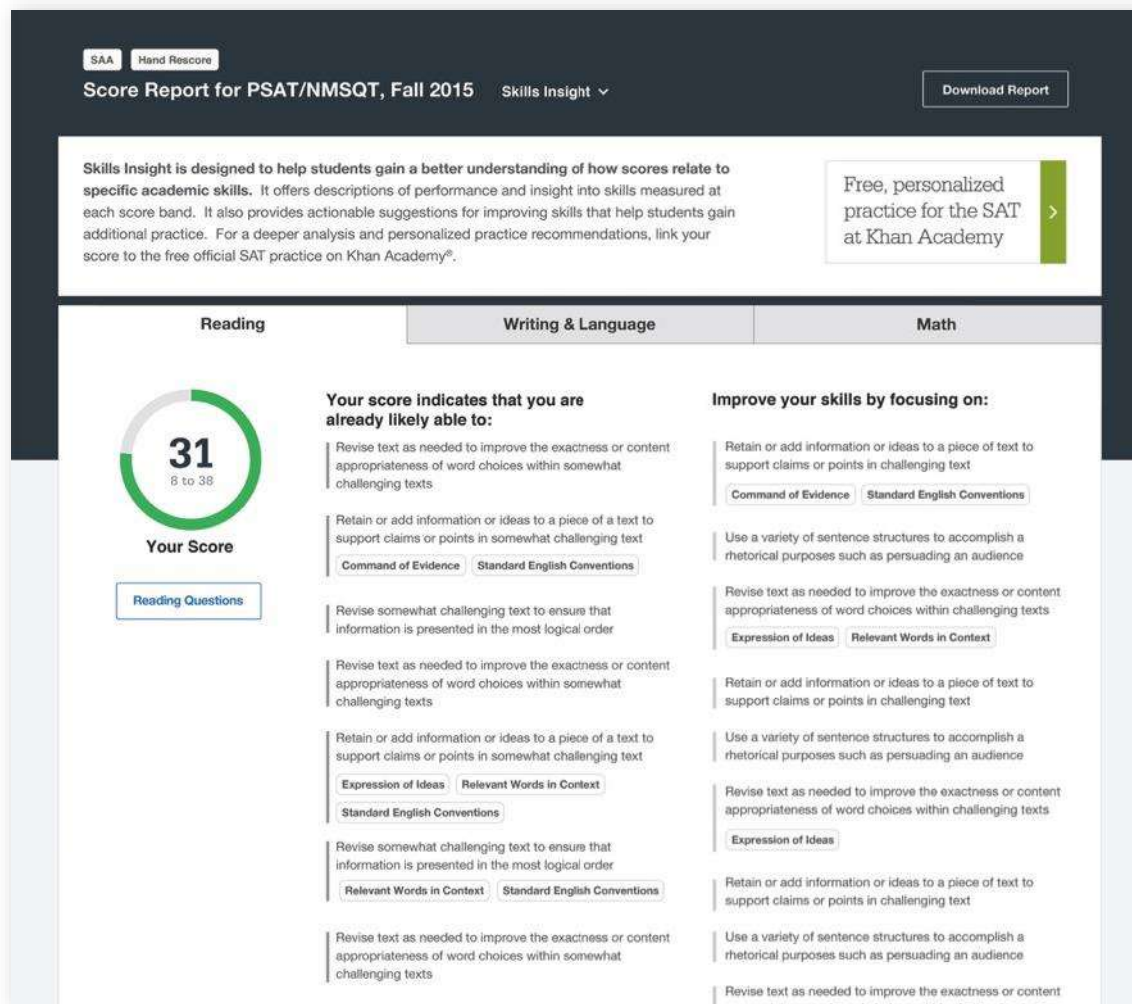 SAA Hand Rescore
Score Report for PSAT/NMSQT, Fall 2015 Skills Insight
Download Report
Skills Insight is designed to help students gain a better understanding of how scores relate to
specific academic skills. It offers descriptions of performance and insight into skills measured at
each score band. It also provides actionable suggestions for improving skills that help students gain
additional practice. For a deeper analysis and personalized practice recommendations, link your
score to the free official SAT practice on Khan Academy®.
Free, personalized
practice for the SAT
at Khan Academy
Reading
Writing & Language
Math
31
8 to 38
Your Score
Reading Questions
Your score indicates that you are
already likely able to:
Revise text as needed to improve the exactness or content
appropriateness of word choices within somewhat
challenging texts
Retain or add information or ideas to a piece of a text to
support claims or points in somewhat challenging text
Command of Evidence Standard English Conventions
Revise somewhat challenging text to ensure that
information is presented in the most logical order
Revise text as needed to improve the exactness or content
appropriateness of word choices within somewhat
challenging texts
Retain or add information or ideas to a piece of a text to
support claims or points in somewhat challenging text
Expression of Ideas Relevant Words in Context
Standard English Conventions
Revise somewhat challenging text to ensure that
information is presented in the most logical order
Relevant Words in Context Standard English Conventions
Revise text as needed to improve the exactness or content
appropriateness of word choices within somewhat
challenging texts
Improve your skills by focusing on:
Retain or add information or ideas to a piece of text to
support claims or points in challenging text
Command of Evidence Standard English Conventions
Use a variety of sentence structures to accomplish a
rhetorical purposes such as persuading an audience
Revise text as needed to improve the exactness or content
appropriateness of word choices within challenging texts
Expression of Ideas Relevant Words in Context
Retain or add information or ideas to a piece of text to
support claims or points in challenging text
Use a variety of sentence structures to accomplish a
rhetorical purposes such as persuading an audience
Revise text as needed to improve the exactness or content
appropriateness of word choices within challenging texts
Expression of Ideas
Retain or add information or ideas to a piece of text to
support claims or points in challenging text
Use a variety of sentence structures to accomplish a
rhetorical purposes such as persuading an audience
Revise text as needed to improve the exactness or content